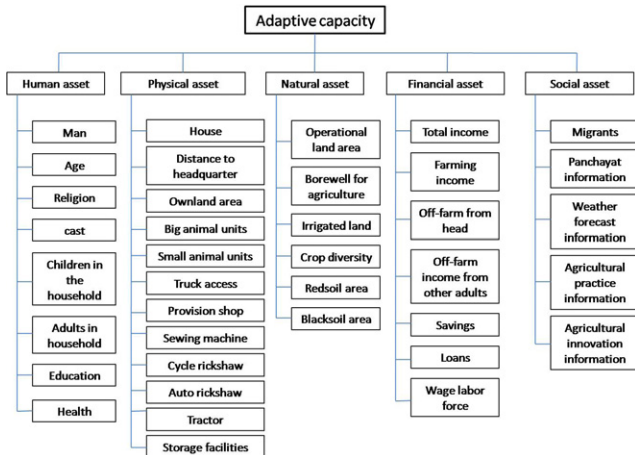 Adaptive capacity
Human asset
Man
Age
Religion
cast
Children in
the
household
Adults in
household
Education
Health
Physical asset
House
Distance to
headquarter
Ownland area
Big animal units
Small animal units
Truck access
Provision shop
Sewing machine
Cycle rickshaw
Auto rickshaw
Tractor
Storage facilities
Natural asset
Operational
land area
Borewell for
agriculture
Irrigated land
Crop diversity
Redsoil area
Blacksoil area
Financial asset
Total income
Farming
income
Off-farm from
head
Off-farm
income from
other adults
Savings
Loans
Wage labor
force
Social asset
Migrants
Panchayat
information
Weather
forecast
information
Agricultural
practice
information
Agricultural
innovation
information